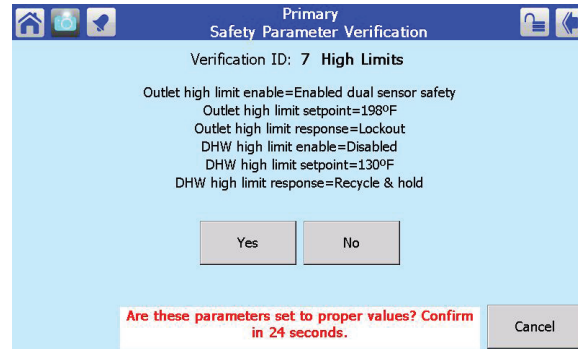 Primary
Safety Parameter Verification
Verification ID: 7 High Limits
Outlet high limit enable=Enabled dual sensor safety
Outlet high limit setpoint=198ºF
Outlet high limit response=Lockout
DHW high limit enable=Disabled
DHW high limit setpoint=130ºF
DHW high limit response=Recycle & hold
Yes No
Are these parameters set to proper values? Confirm
in 24 seconds.
Cancel